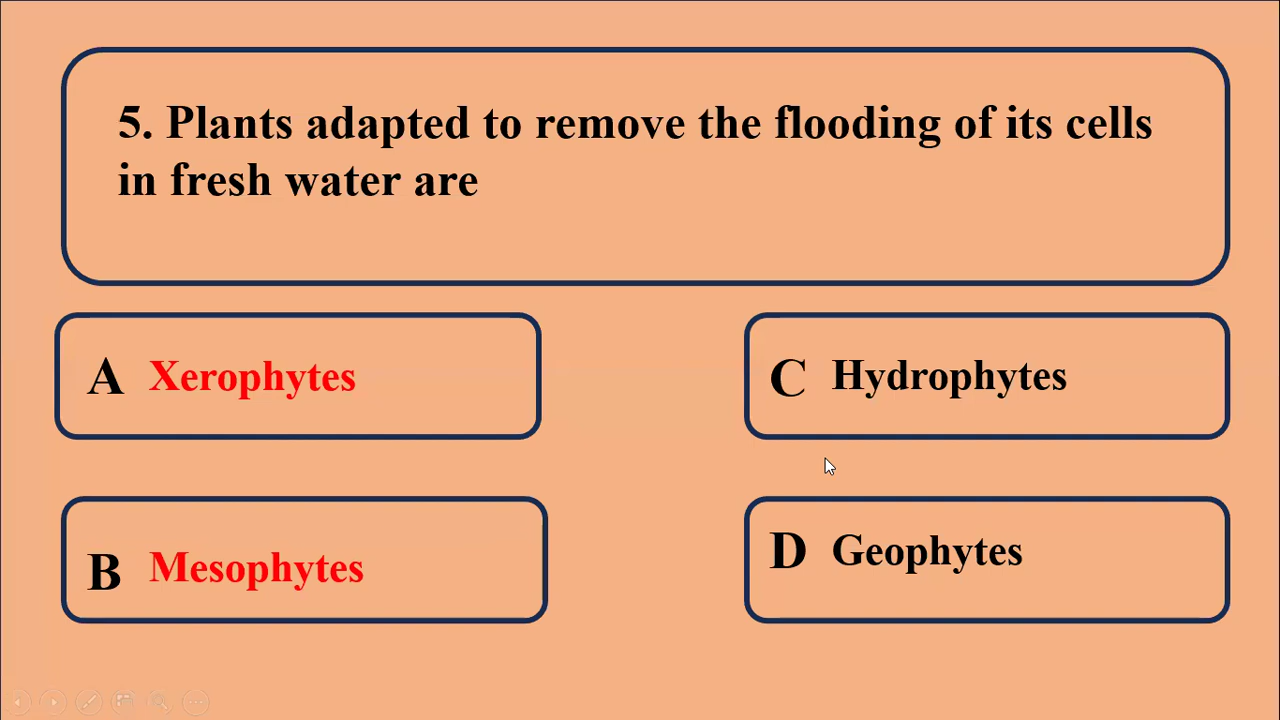 5. Plants adapted to remove the flooding of its cells
in fresh water are
A Xerophytes
C Hydrophytes
B Mesophytes
D Geophytes